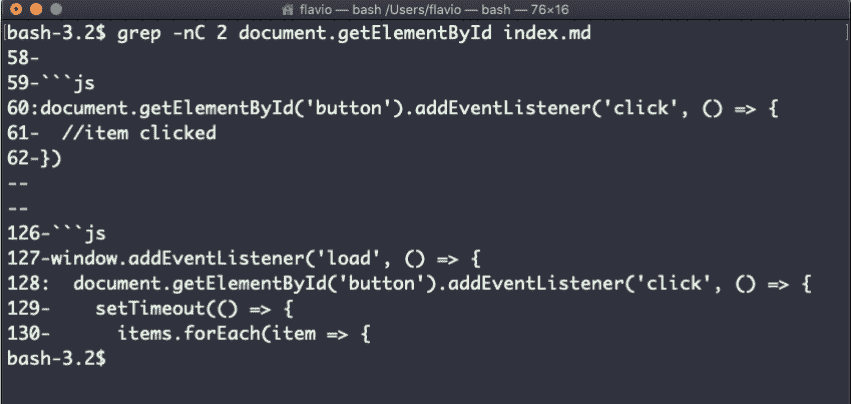 flavio — bash /Users/flavio — bash — 76×16
bash-3.2$ grep -nC 2 document.getElementById index.md
58-
59-```js
60:document.getElementById('button').addEventListener('click', () => {
61-  //item clicked
62-})
--
--
126-```js
127-window.addEventListener('load', () => {
128:  document.getElementById('button').addEventListener('click', () => {
129-    setTimeout(() => {
130-      items.forEach(item => {
bash-3.2$